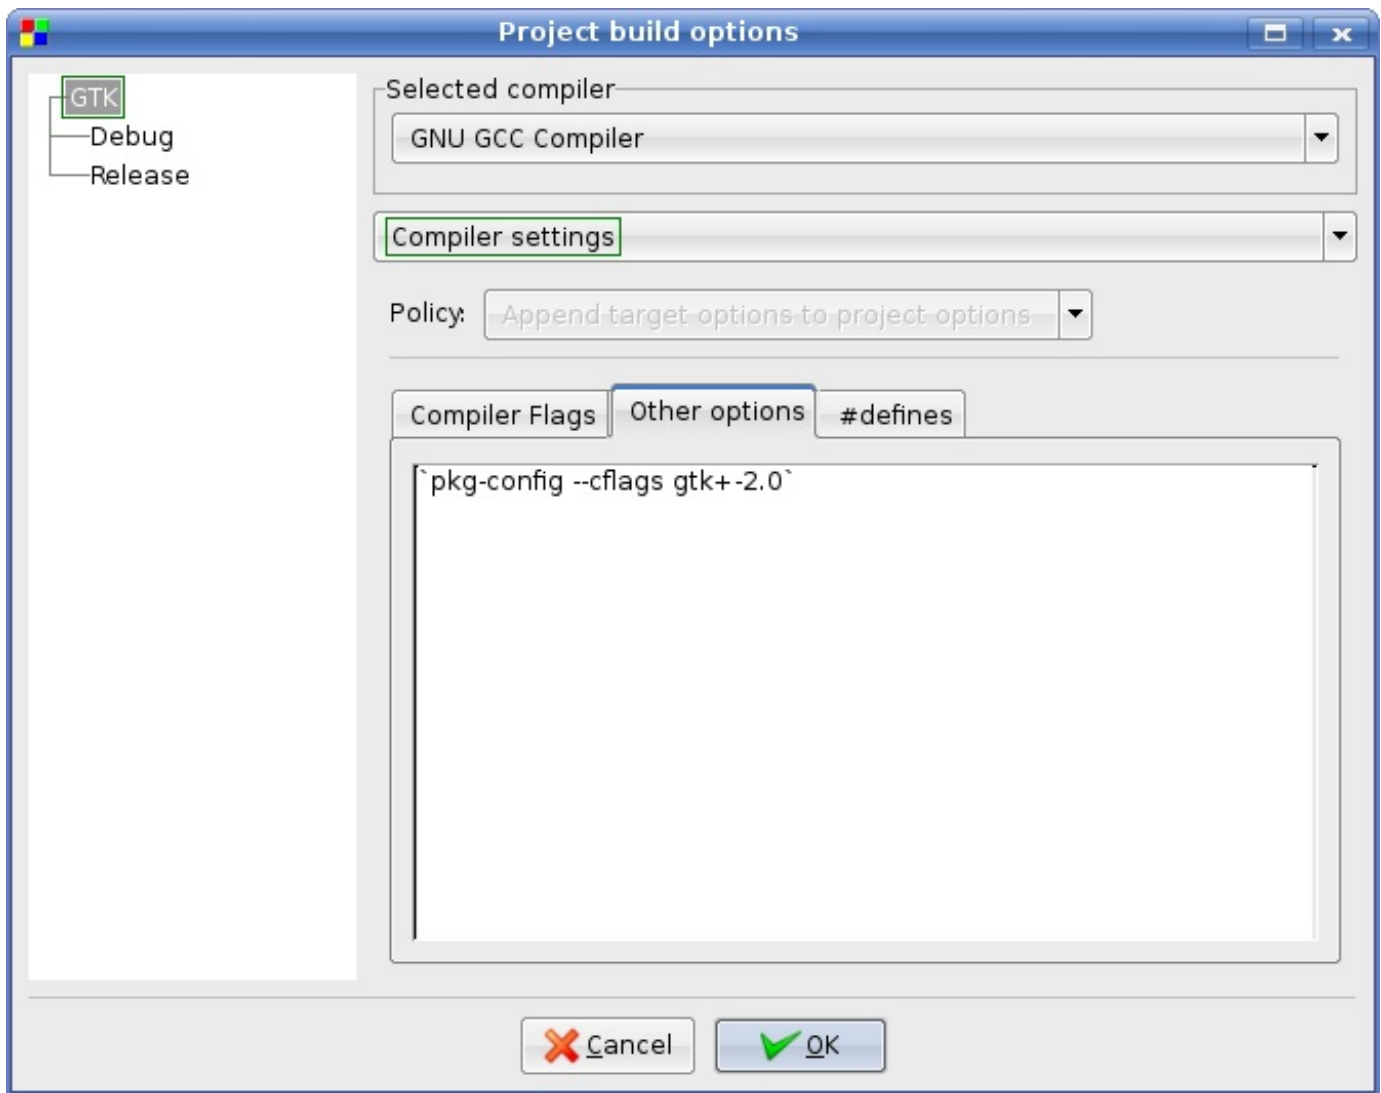 Project build options
GTK
Debug
Release
Selected compiler
GNU GCC Compiler
Compiler settings
Policy: Append target options to project options
Compiler Flags Other options #defines
`pkg-config --cflags gtk+-2.0`
Cancel OK